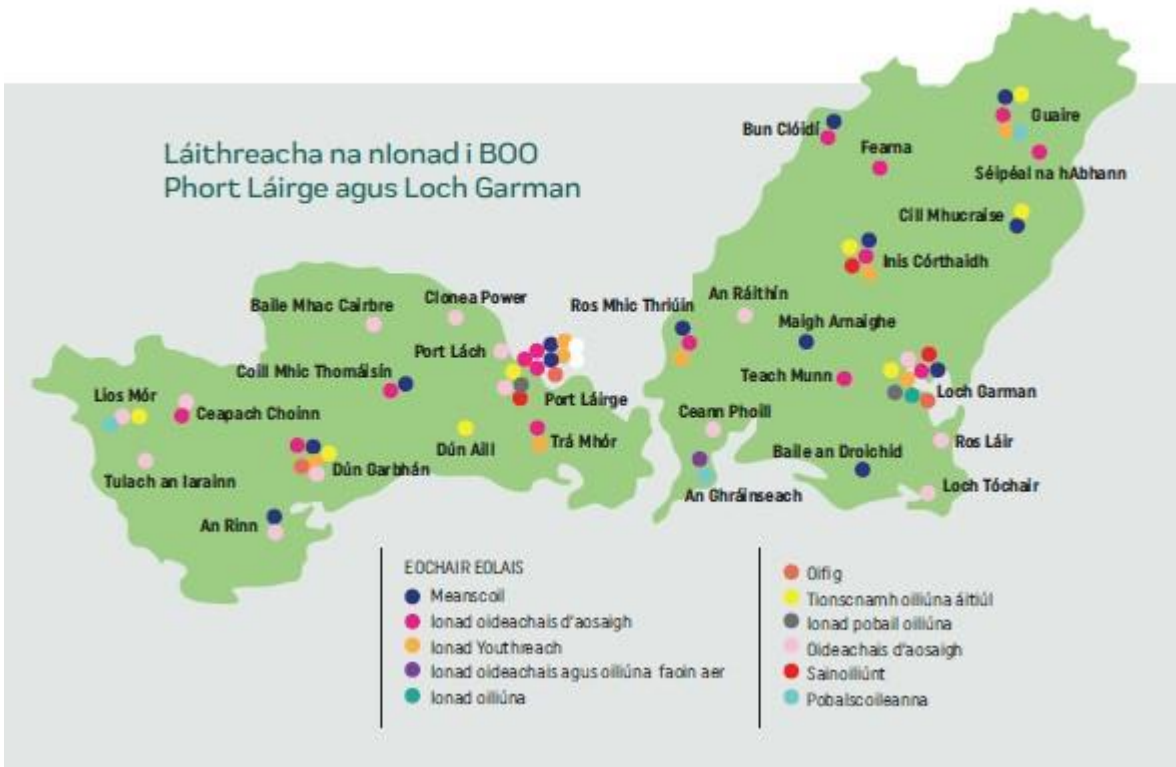 Láithreacha na nIonad i BOO
Phort Láirge agus Loch Garman
Bun Clóidí
Fearna
Guaire
Séipéal na hAbhann
Cill Mhucraise
Inis Córthaidh
An Ráithín
Ros Mhic Thriúin
Maigh Arnaighe
Clonea Power
Baile Mhac Cairbre
Port Lách
Coill Mhic Thomáisín
Teach Munn
Loch Garman
Lios Mór
Ceapach Choinn
Port Láirge
Ceann Phoill
Dún Aill
Trá Mhór
Ros Láir
Dún Garbhán
Baile an Droichid
Tulach an Iarainn
An Ghráinseach
Loch Tóchair
An Rinn
EOCHAIR EOLAIS
Meanscoil
Ionad oideachais d'aosaigh
Ionad Youthreach
Ionad oideachais agus oiliúna faoin aer
Ionad oiliúna
Oifig
Tionscnamh oiliúna áitiúl
Ionad pobail oiliúna
Oideachais d'aosaigh
Sainoiliúnt
Pobalscoileanna